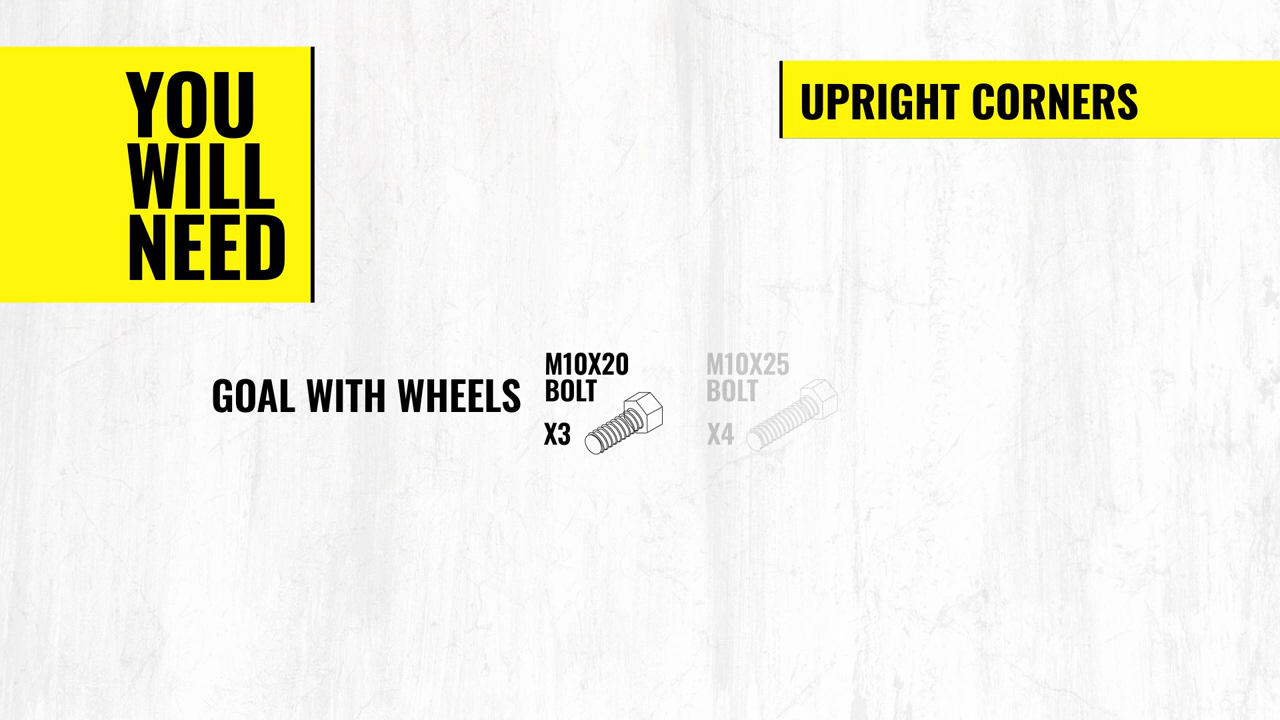 YOU
WILL
NEED
UPRIGHT CORNERS
GOAL WITH WHEELS
M10X20
BOLT
X3
M10X25
BOLT
X4